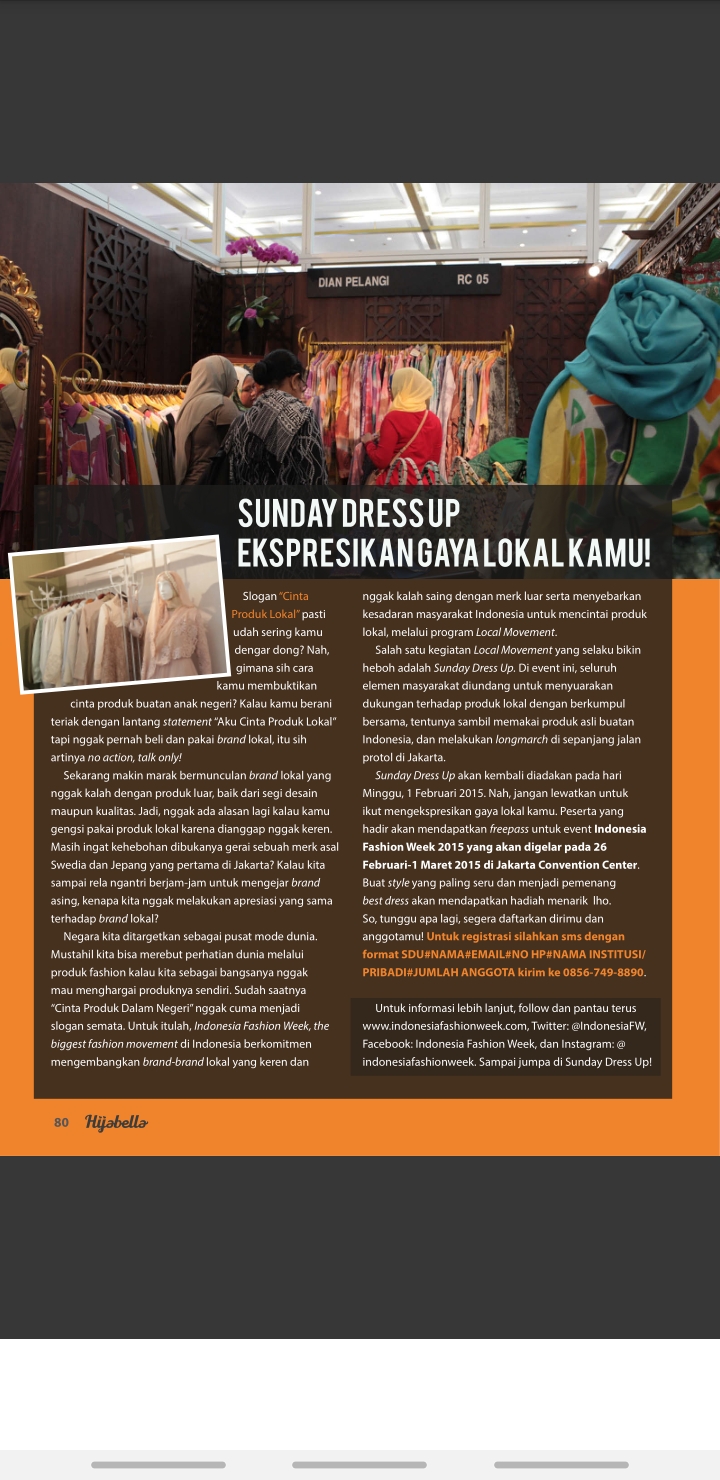 DIAN PELANGI RC 05
SUNDAY DRESS UP
EKSPRESIKAN GAYA LOKAL KAMU!
Slogan “Cinta
Produk Lokal” pasti
udah sering kamu
dengar dong? Nah,
gimana sih cara
kamu membuktikan
cinta produk buatan anak negeri? Kalau kamu berani
teriak dengan lantang statement “Aku Cinta Produk Lokal”
tapi nggak pernah beli dan pakai brand lokal, itu sih
artinya no action, talk only!
Sekarang makin marak bermunculan brand lokal yang
nggak kalah dengan produk luar, baik dari segi desain
maupun kualitas. Jadi, nggak ada alasan lagi kalau kamu
gengsi pakai produk lokal karena dianggap nggak keren.
Masih ingat kehebohan dibukanya gerai sebuah merk asal
Swedia dan Jepang yang pertama di Jakarta? Kalau kita
sampai rela ngantri berjam-jam untuk mengejar brand
asing, kenapa kita nggak melakukan apresiasi yang sama
terhadap brand lokal?
Negara kita ditargetkan sebagai pusat mode dunia.
Mustahil kita bisa merebut perhatian dunia melalui
produk fashion kalau kita sebagai bangsanya nggak
mau menghargai produknya sendiri. Sudah saatnya
“Cinta Produk Dalam Negeri” nggak cuma menjadi
slogan semata. Untuk itulah, Indonesia Fashion Week, the
biggest fashion movement di Indonesia berkomitmen
mengembangkan brand-brand lokal yang keren dan
nggak kalah saing dengan merk luar serta menyebarkan
kesadaran masyarakat Indonesia untuk mencintai produk
lokal, melalui program Local Movement.
Salah satu kegiatan Local Movement yang selaku bikin
heboh adalah Sunday Dress Up. Di event ini, seluruh
elemen masyarakat diundang untuk menyuarakan
dukungan terhadap produk lokal dengan berkumpul
bersama, tentunya sambil memakai produk asli buatan
Indonesia, dan melakukan longmarch di sepanjang jalan
protol di Jakarta.
Sunday Dress Up akan kembali diadakan pada hari
Minggu, 1 Februari 2015. Nah, jangan lewatkan untuk
ikut mengekspresikan gaya lokal kamu. Peserta yang
hadir akan mendapatkan freepass untuk event Indonesia
Fashion Week 2015 yang akan digelar pada 26
Februari-1 Maret 2015 di Jakarta Convention Center.
Buat style yang paling seru dan menjadi pemenang
best dress akan mendapatkan hadiah menarik lho.
So, tunggu apa lagi, segera daftarkan dirimu dan
anggotamu! Untuk registrasi silahkan sms dengan
format SDU#NAMA#EMAIL#NO HP#NAMA INSTITUSI/
PRIBADI#JUMLAH ANGGOTA kirim ke 0856-749-8890.
Untuk informasi lebih lanjut, follow dan pantau terus
www.indonesiafashionweek.com, Twitter: @IndonesiaFW,
Facebook: Indonesia Fashion Week, dan Instagram: @
indonesiafashionweek. Sampai jumpa di Sunday Dress Up!
80 Hijabella